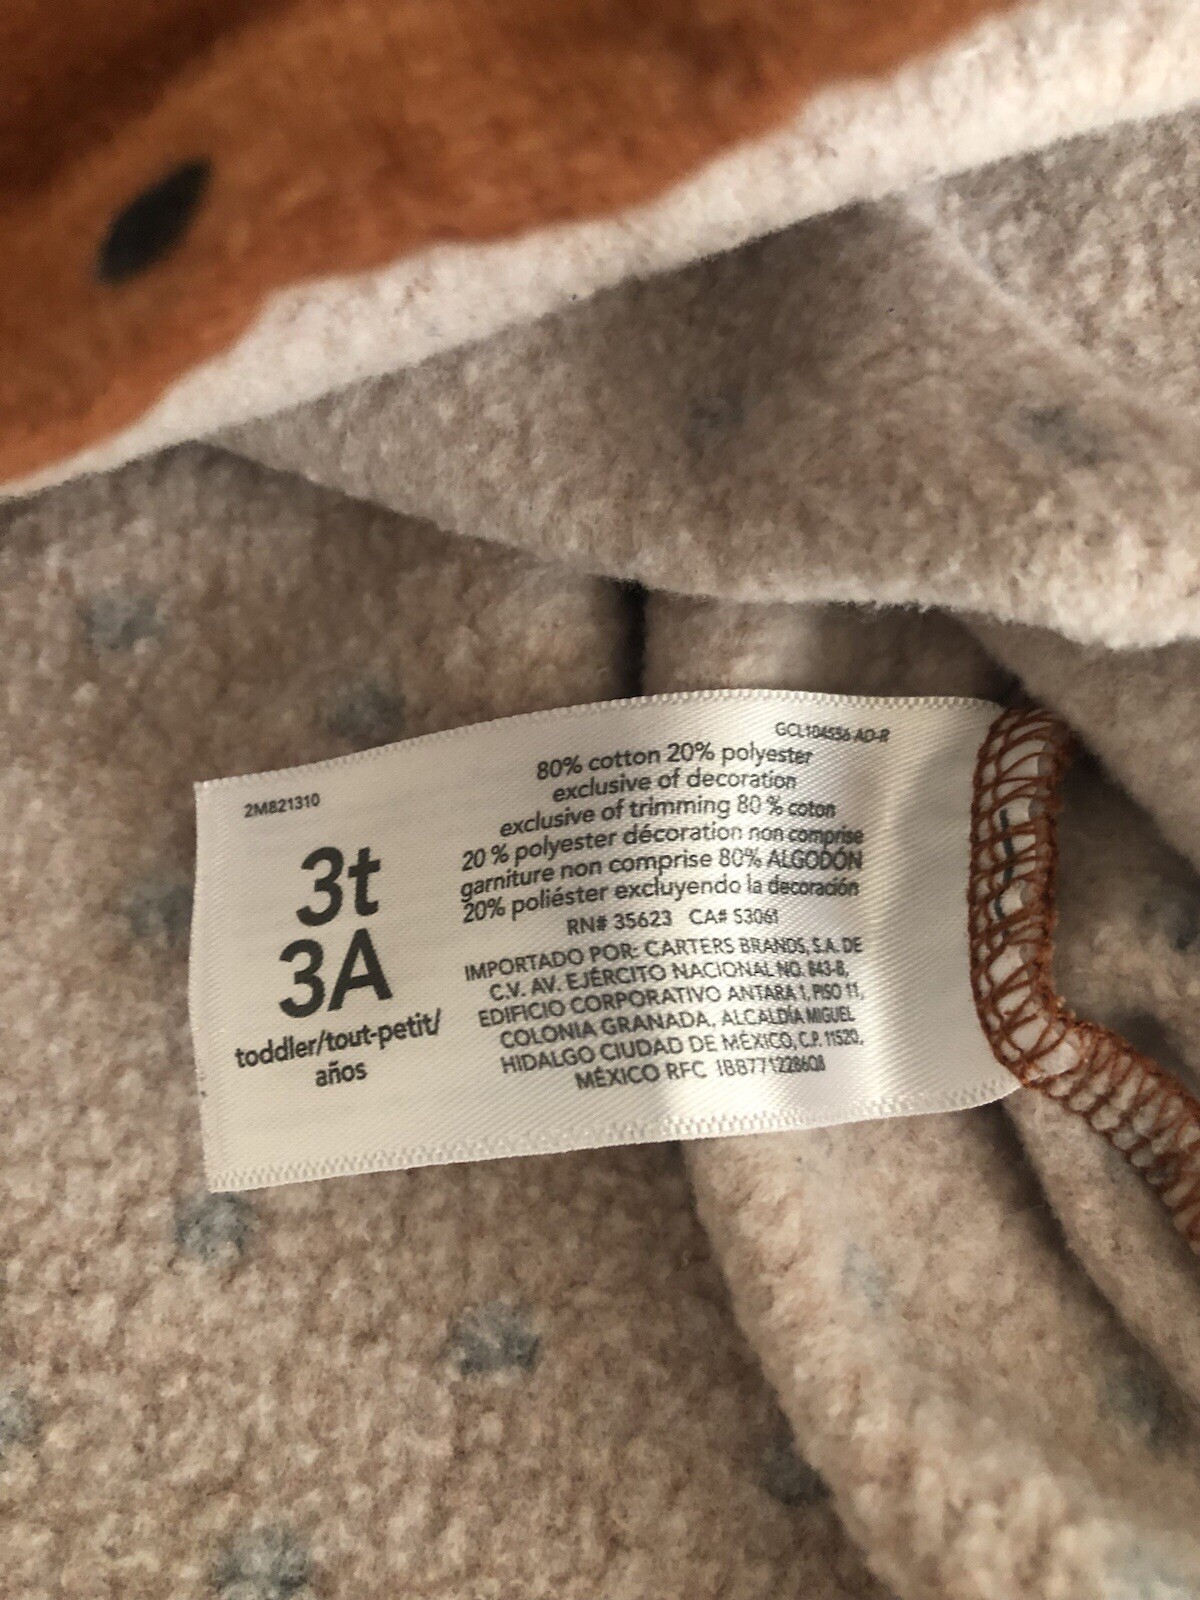 GCL104556 AD-R
2M821310
3t
3A
toddler/tout-petit/
años
80% cotton 20% polyester
exclusive of decoration
exclusive of trimming 80 % coton
20 % polyester décoration non comprise
garniture non comprise 80% ALGODÓN
20% poliéster excluyendo la decoración
RN# 35623 CA# 53061
IMPORTADO POR: CARTERS BRANDS, S.A. DE
C.V. AV. EJÉRCITO NACIONAL NO. 843-B,
EDIFICIO CORPORATIVO ANTARA 1, PISO 11,
COLONIA GRANADA, ALCALDÍA MIGUEL
HIDALGO CIUDAD DE MÉXICO, C.P. 11520,
MÉXICO RFC IBB7712286Q8